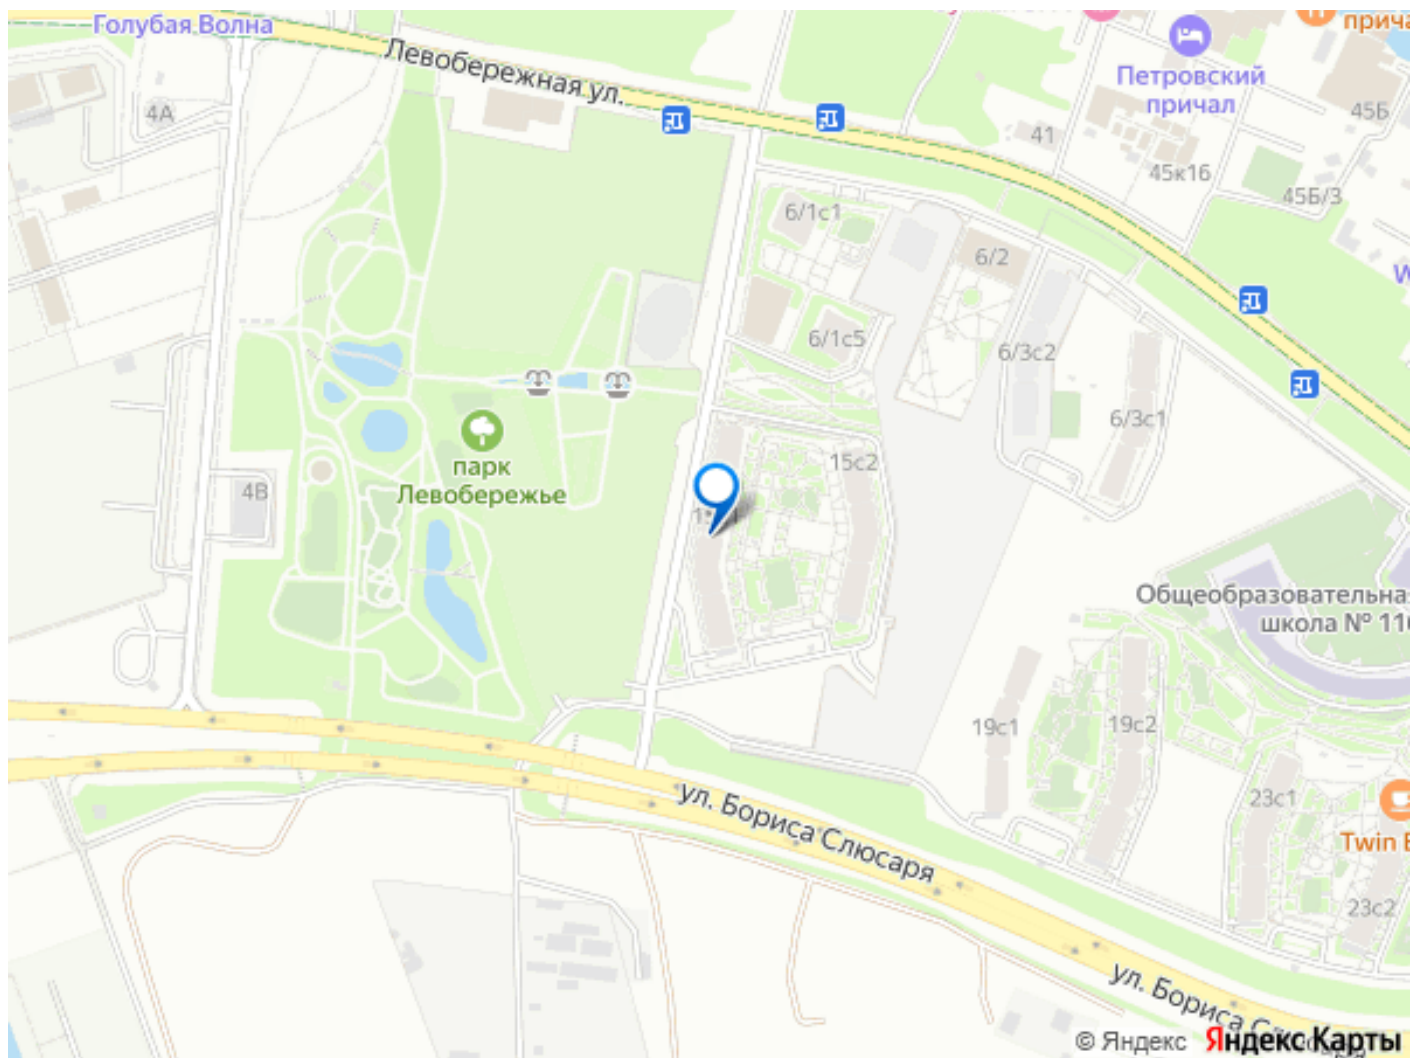 Голубая Волна
Левобережная ул.
Петровский
причал
прича
4А
41
45Б
45к16
45Б/3
6/1с1
6/2
6/1с5
6/3с2
6/3с1
парк
Левобережье
15с2
4В
Общеобразовательна
школа № 110
19с1
19с2
23с1
Twin B
23с2
ул. Бориса Слюсаря
ул. Бориса
© Яндекс
Яндекс Карты